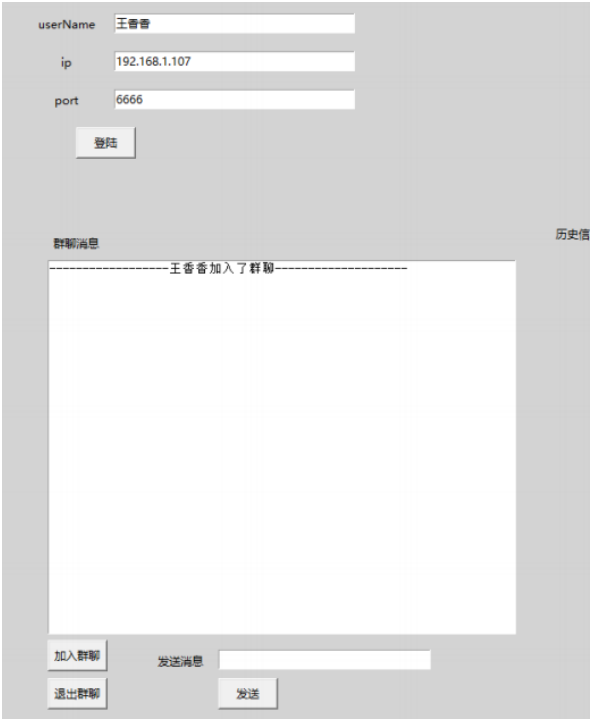 userName 王香香
ip 192.168.1.107
port 6666
登陆
历史信
群聊消息
------------------王香香加入了群聊--------------------
加入群聊
发送消息
退出群聊 发送